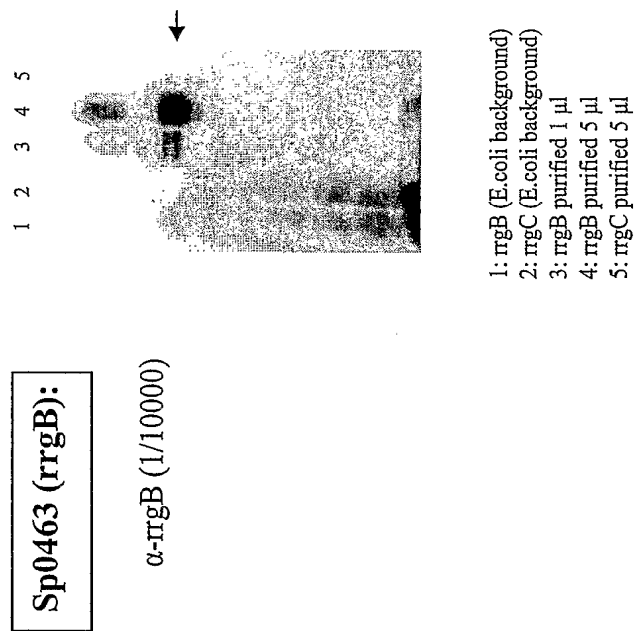 Sp0463 (rrgB):
α-rrgB (1/10000)
1 2 3 4 5
1: rrgB (E.coli background)
2: rrgC (E.coli background)
3: rrgB purified 1 µl
4: rrgB purified 5 µl
5: rrgC purified 5 µl